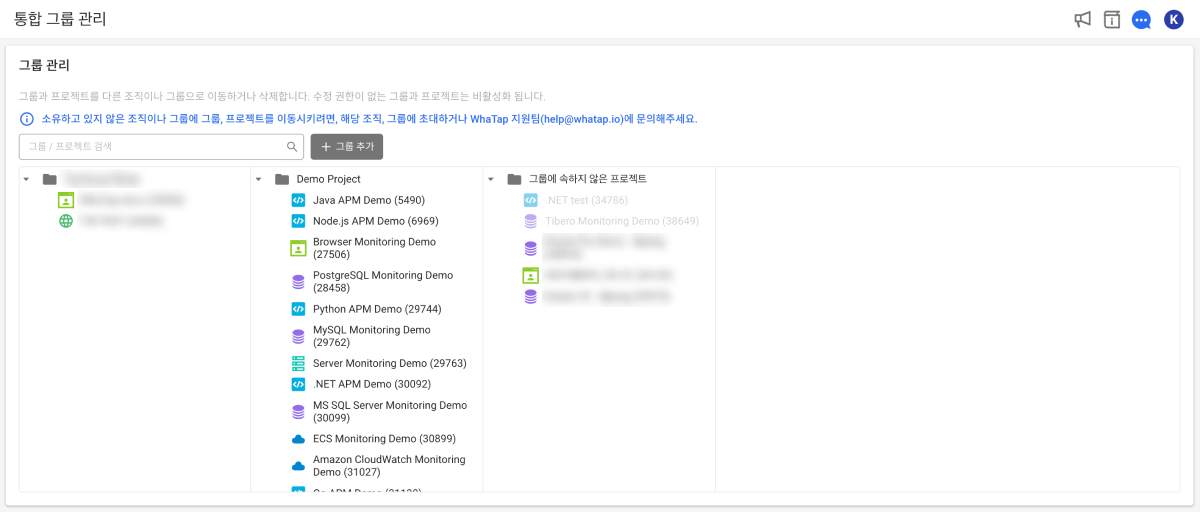 통합 그룹 관리
K
그룹 관리
그룹과 프로젝트를 다른 조직이나 그룹으로 이동하거나 삭제합니다. 수정 권한이 없는 그룹과 프로젝트는 비활성화 됩니다.
소유하고 있지 않은 조직이나 그룹에 그룹, 프로젝트를 이동시키려면, 해당 조직, 그룹에 초대하거나 WhaTap 지원팀(help@whatap.io)에 문의해주세요.
그룹 / 프로젝트 검색
+ 그룹 추가
Demo Project
Java APM Demo (5490)
Node.js APM Demo (6969)
Browser Monitoring Demo
(27506)
PostgreSQL Monitoring Demo
(28458)
Python APM Demo (29744)
MySQL Monitoring Demo
(29762)
Server Monitoring Demo (29763)
.NET APM Demo (30092)
MS SQL Server Monitoring Demo
(30099)
ECS Monitoring Demo (30899)
Amazon CloudWatch Monitoring
Demo (31027)
그룹에 속하지 않은 프로젝트
.NET test (34786)
Tibero Monitoring Demo (38649)